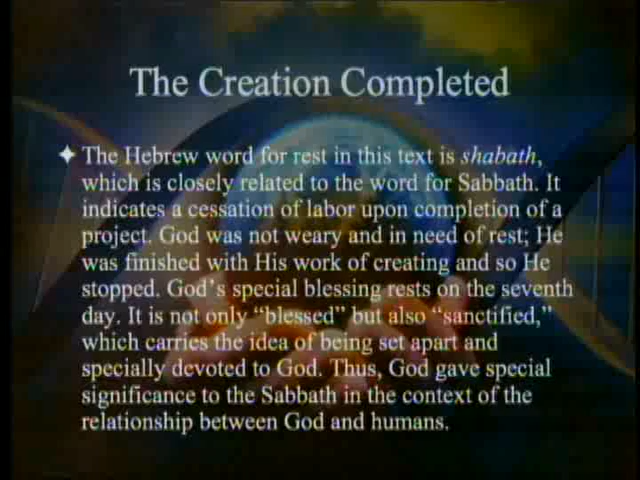 The Creation Completed
The Hebrew word for rest in this text is shabath,
which is closely related to the word for Sabbath. It
indicates a cessation of labor upon completion of a
project. God was not weary and in need of rest; He
was finished with His work of creating and so He
stopped. God's special blessing rests on the seventh
day. It is not only “blessed” but also “sanctified,”
which carries the idea of being set apart and
specially devoted to God. Thus, God gave special
significance to the Sabbath in the context of the
relationship between God and humans.